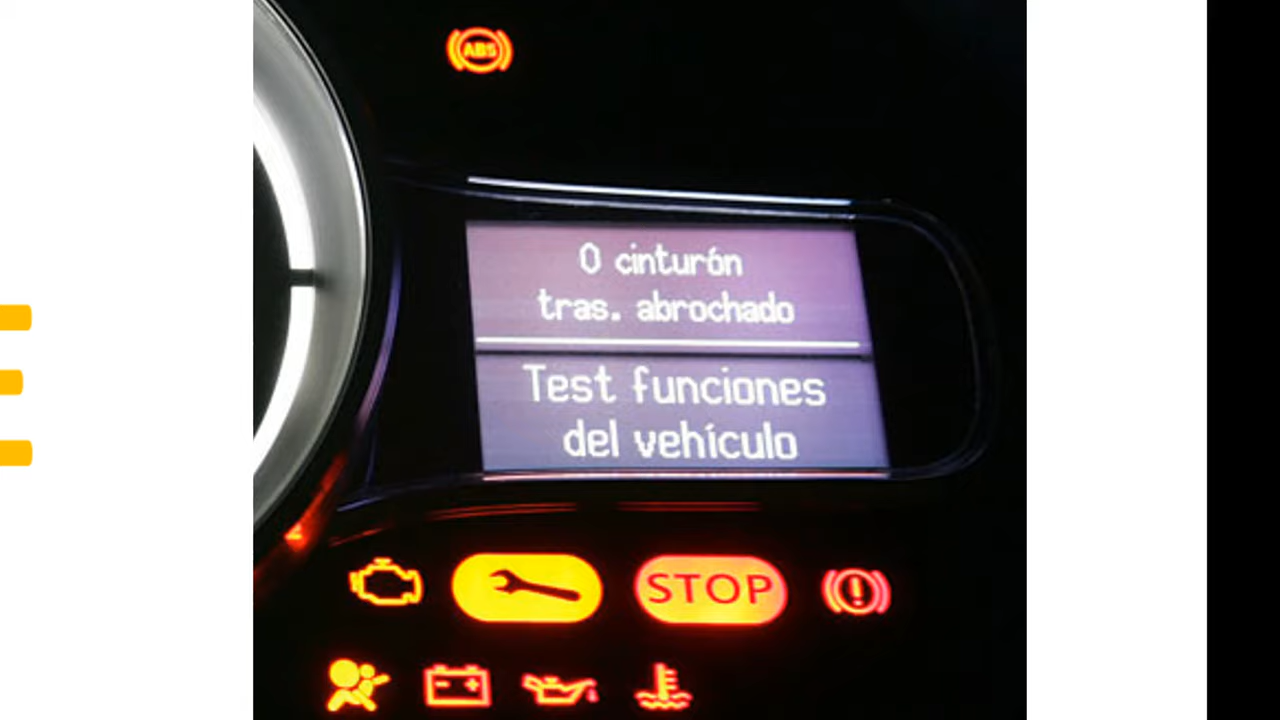 ABS
0 cinturón
tras. abrochado
Test funciones
del vehículo
STOP